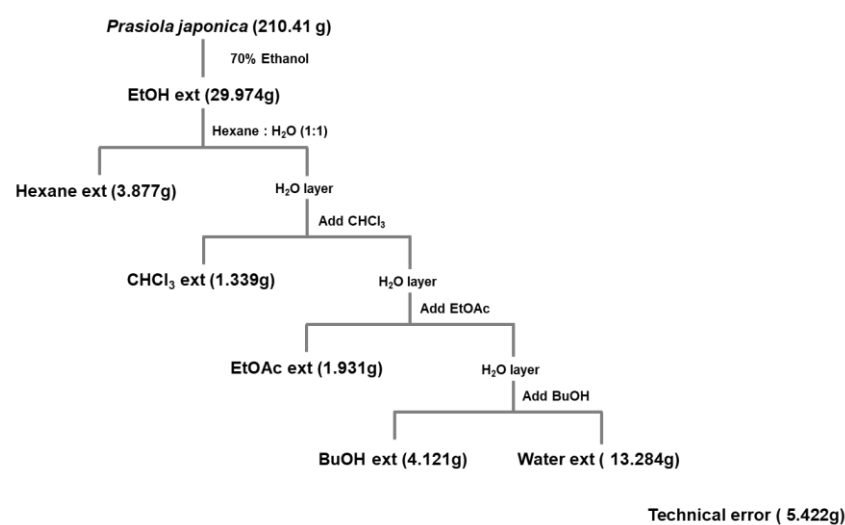 Prasiola japonica (210.41 g)
70% Ethanol
EtOH ext (29.974g)
Hexane : H₂O (1:1)
Hexane ext (3.877g)
H₂O layer
Add CHCl₃
CHCl₃ ext (1.339g)
H₂O layer
Add EtOAc
EtOAc ext (1.931g)
H₂O layer
Add BuOH
BuOH ext (4.121g)
Water ext ( 13.284g)
Technical error ( 5.422g)